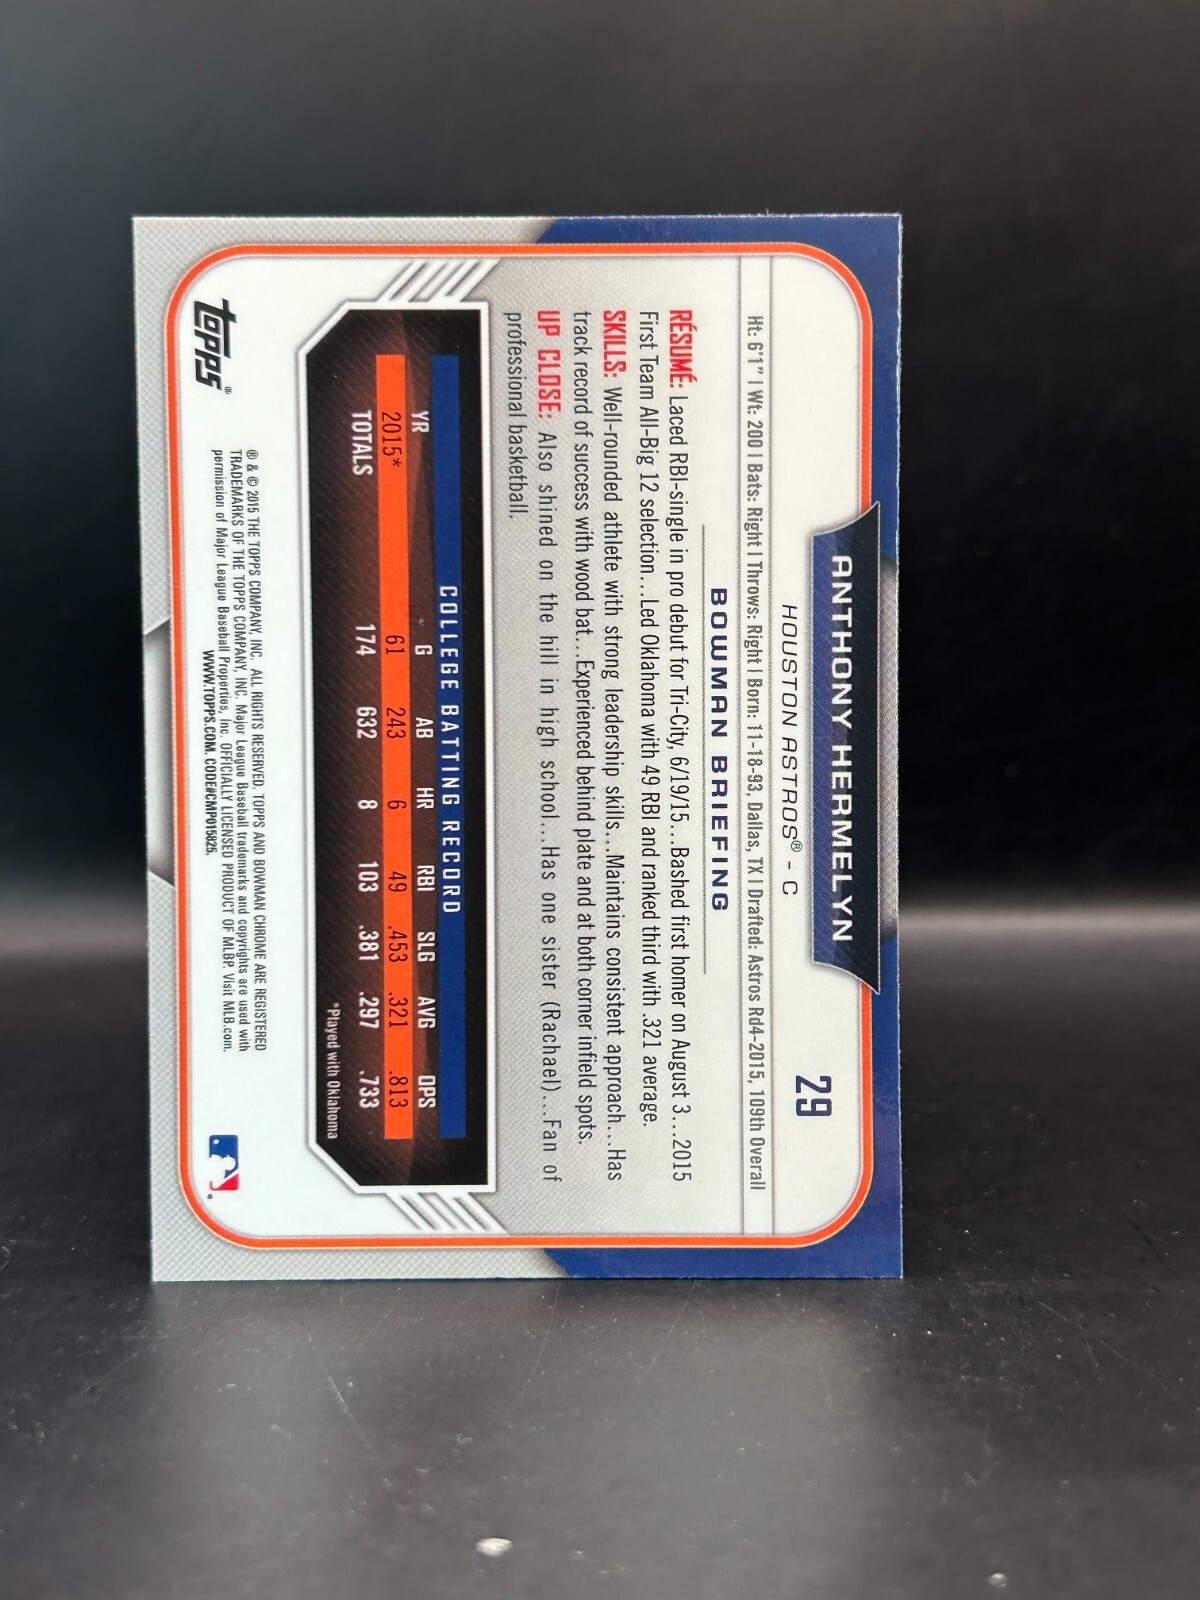 ANTHONY HERMELYN
29
HOUSTON ASTROS® - C
Ht: 6'1" | Wt: 200 | Bats: Right | Throws: Right | Born: 11-18-93, Dallas, TX | Drafted: Astros Rd4-2015, 109th Overall
BOWMAN BRIEFING
RÉSUMÉ: Laced RBI-single in pro debut for Tri-City, 6/19/15...Bashed first homer on August 3...2015
First Team All-Big 12 selection...Led Oklahoma with 49 RBI and ranked third with .321 average.
SKILLS: Well-rounded athlete with strong leadership skills...Maintains consistent approach...Has
track record of success with wood bat...Experienced behind plate and at both corner infield spots.
UP CLOSE: Also shined on the hill in high school...Has one sister (Rachael)...Fan of
professional basketball.
COLLEGE BATTING RECORD
YR G AB HR RBI SLG AVG OPS
2015* 61 243 6 49 .453 .321 .813
TOTALS 174 632 8 103 .381 .297 .733
*Played with Oklahoma
topps®
® & © 2015 THE TOPPS COMPANY, INC. ALL RIGHTS RESERVED. TOPPS AND BOWMAN CHROME ARE REGISTERED
TRADEMARKS OF THE TOPPS COMPANY, INC. Major League Baseball trademarks and copyrights are used with
permission of Major League Baseball Properties, Inc. OFFICIALLY LICENSED PRODUCT OF MLBP. Visit MLB.com.
WWW.TOPPS.COM. CODE#CMP015825.